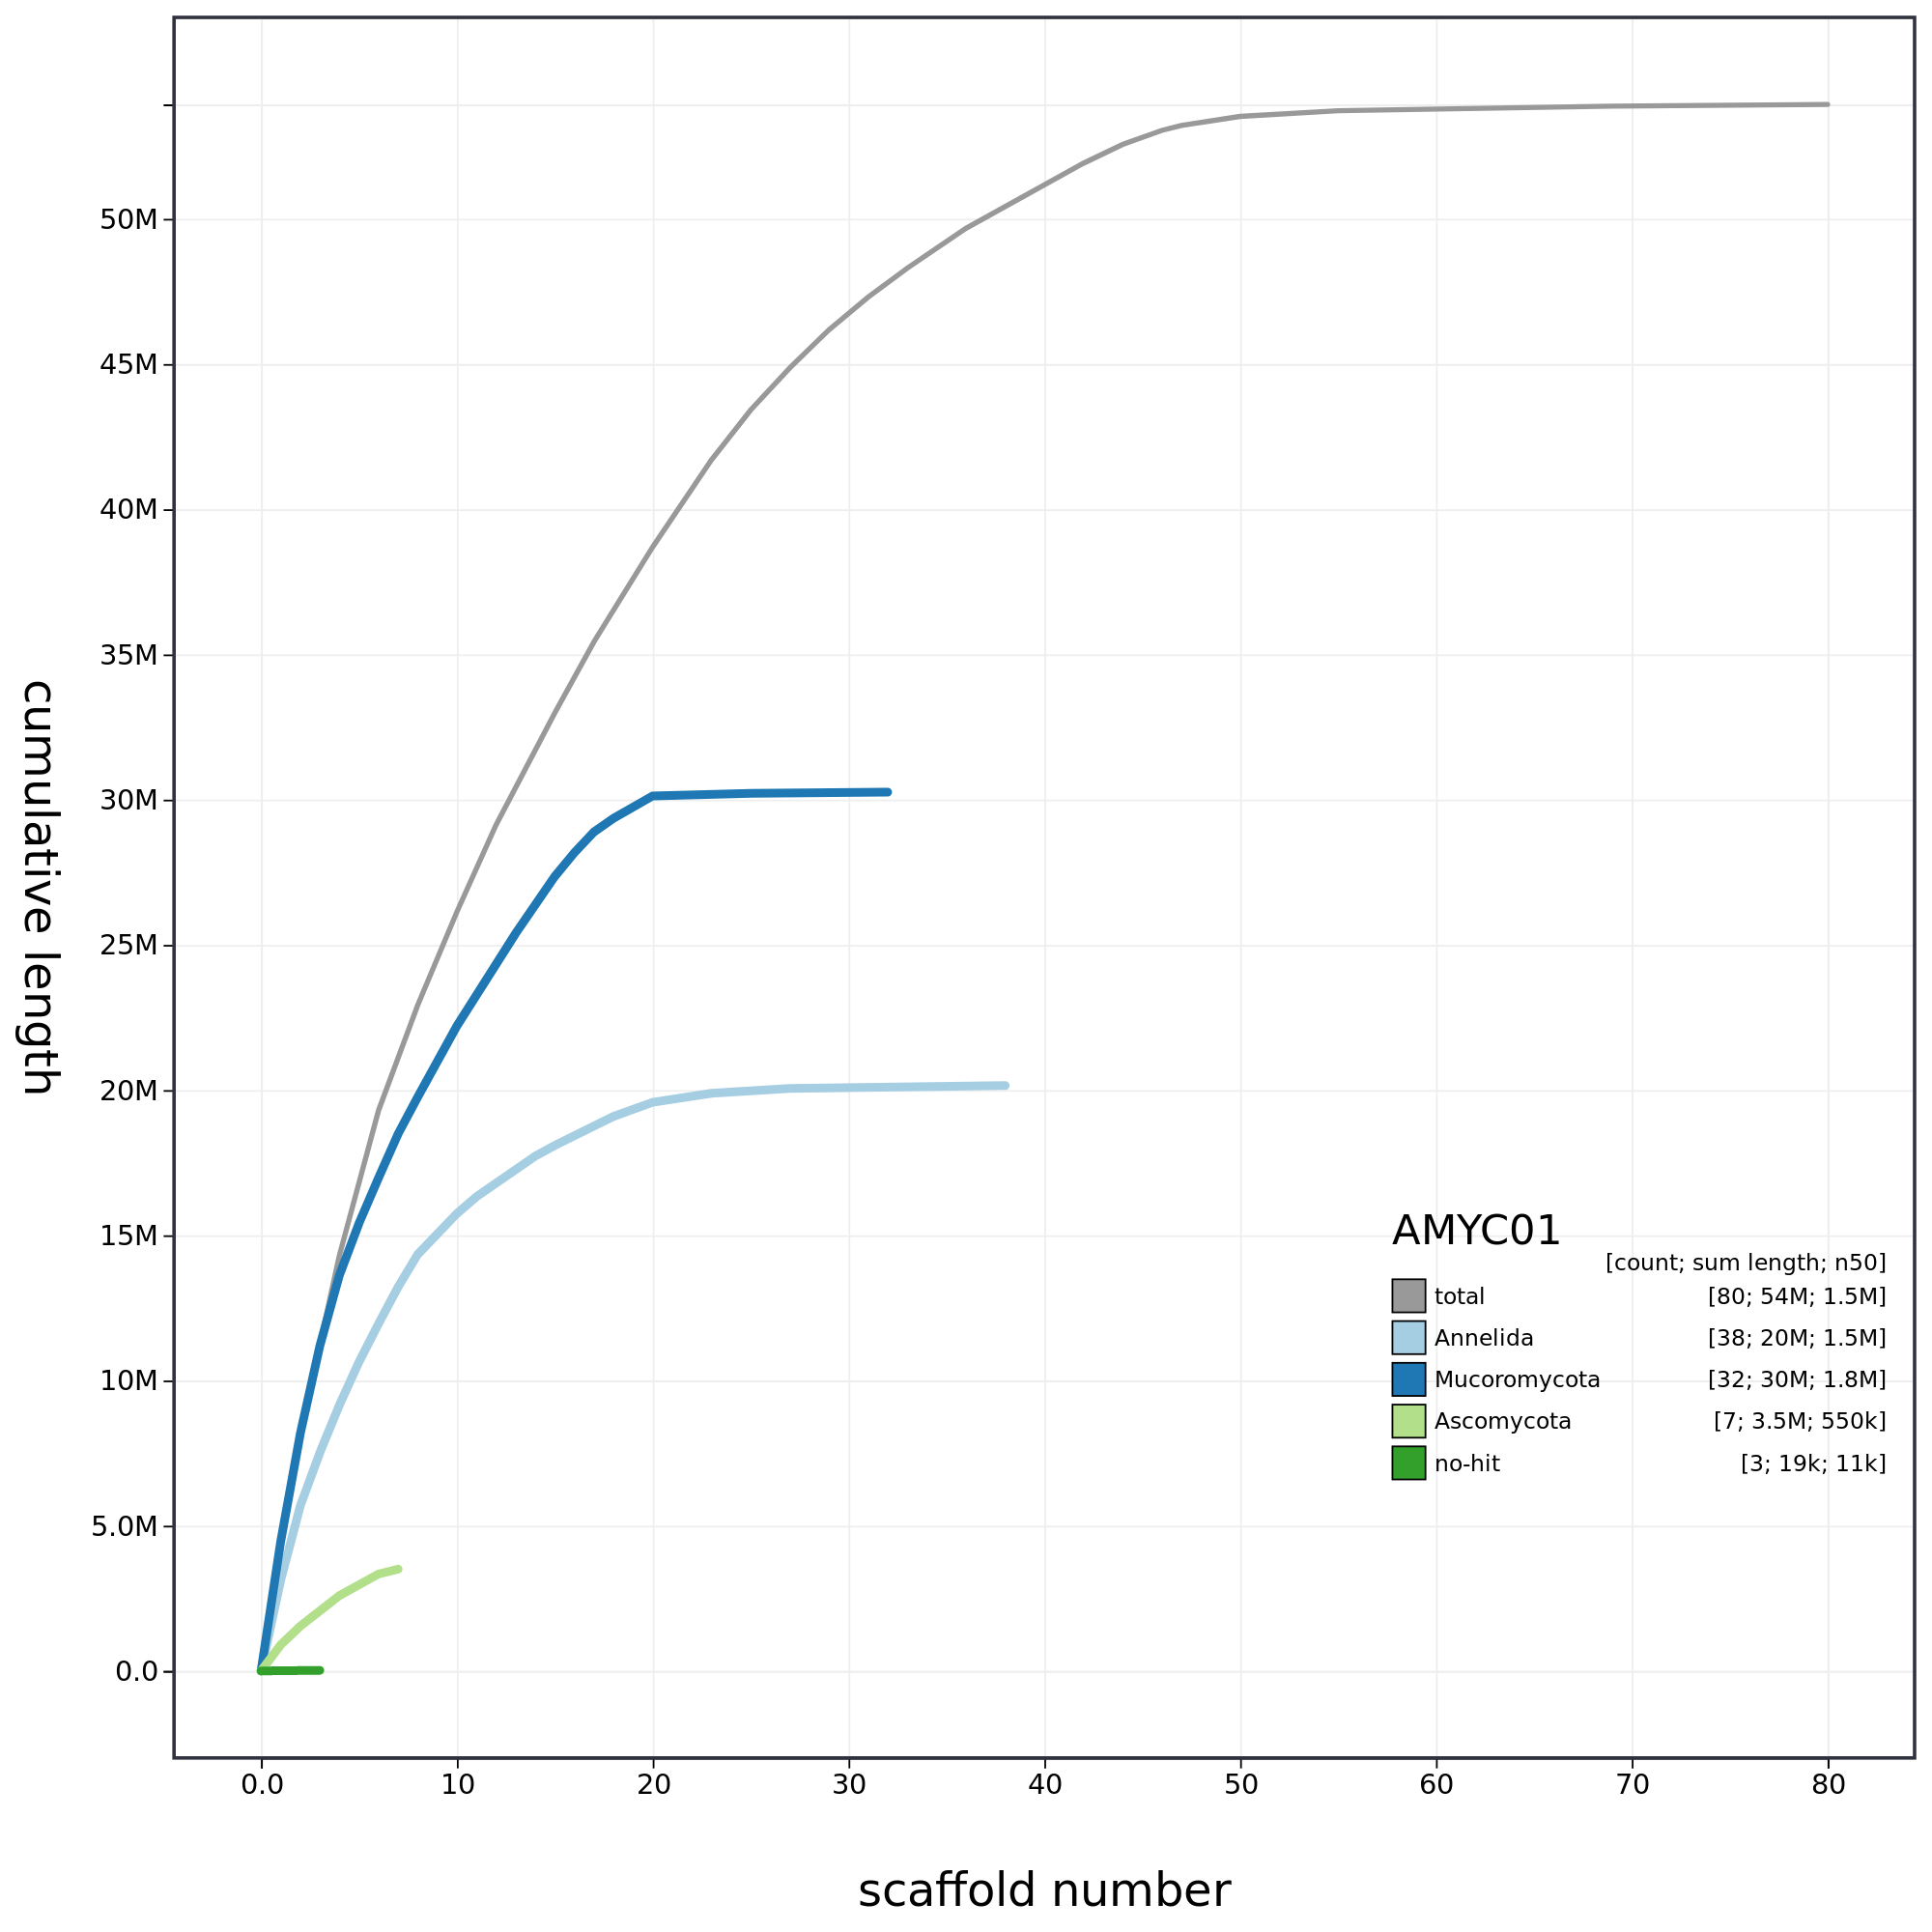 cumulative length
50M
45M
40M
35M
30M
25M
20M
15M
10M
5.0M
0.0
AMYC01
[count; sum length; n50]
total [80; 54M; 1.5M]
Annelida [38; 20M; 1.5M]
Mucoromycota [32; 30M; 1.8M]
Ascomycota [7; 3.5M; 550k]
no-hit [3; 19k; 11k]
0.0 10 20 30 40 50 60 70 80
scaffold number